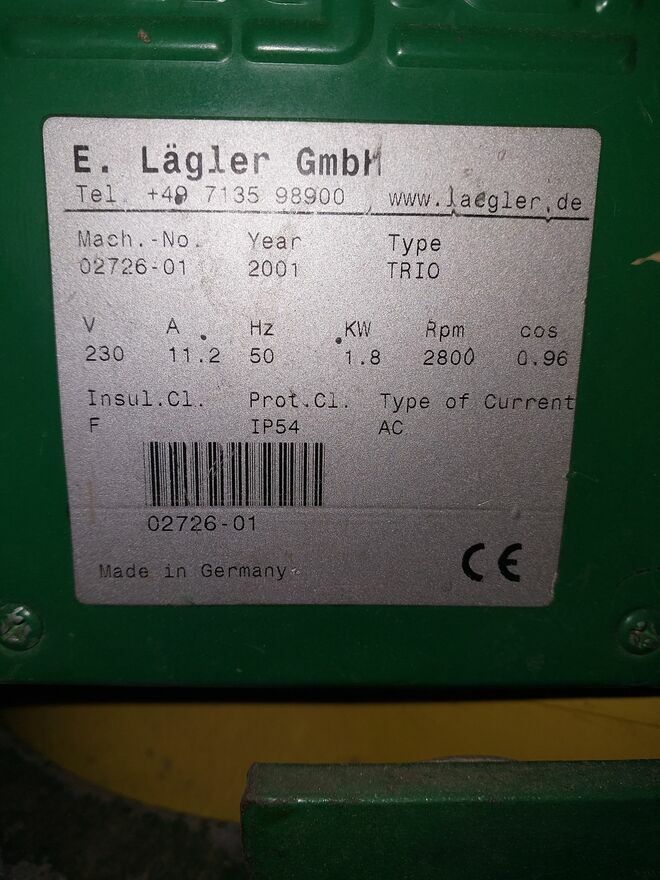 E. Lägler GmbH
Tel. +49 7135 98900 www.laegler.de
Mach.-No. Year Type
02726-01 2001 TRIO
V A Hz KW Rpm cos
230 11.2 50 1.8 2800 0.96
Insul.Cl. Prot.Cl. Type of Current
F IP54 AC
02726-01
Made in Germany CE